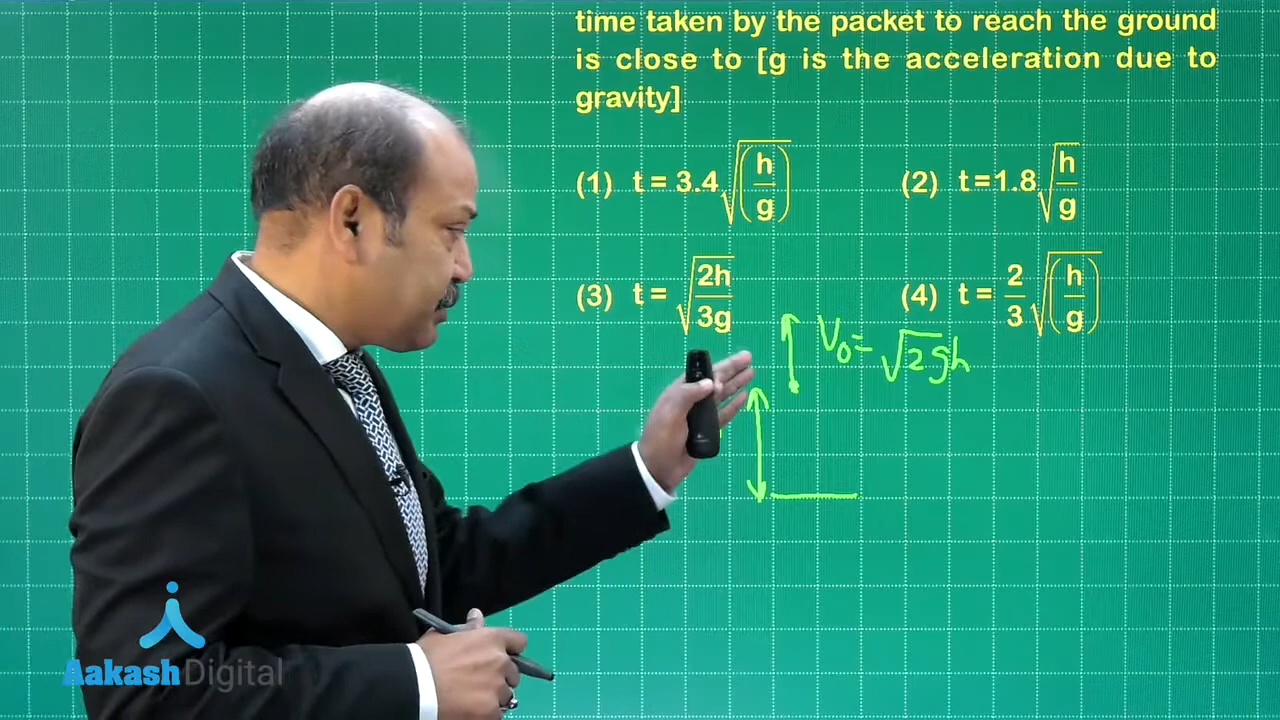 time taken by the packet to reach the ground
is close to [g is the acceleration due to
gravity]
(1) t = 3.4√(h/g)
(2) t=1.8√h/g
(3) t = √2h/3g
(4) t = 2/3√(h/g)
V₀= √2gh
Aakash Digital